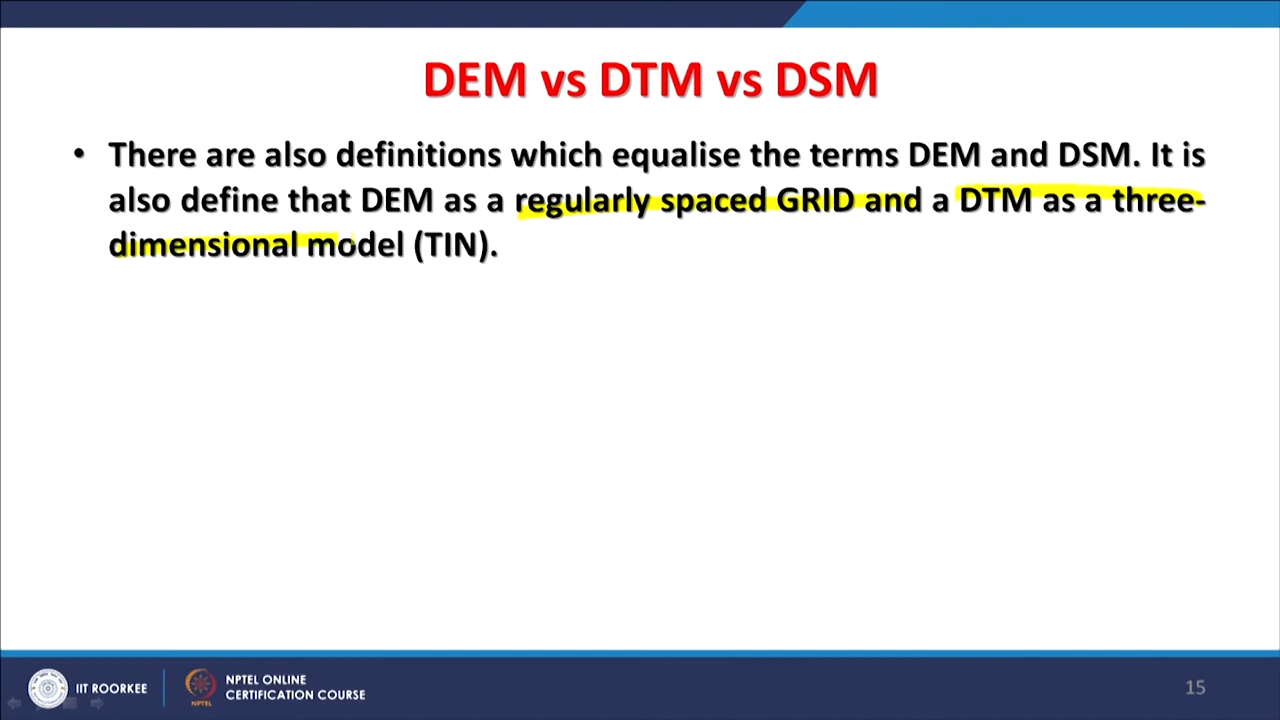 DEM vs DTM vs DSM
• There are also definitions which equalise the terms DEM and DSM. It is
also define that DEM as a regularly spaced GRID and a DTM as a three-
dimensional model (TIN).
IIT ROORKEE
NPTEL
NPTEL ONLINE
CERTIFICATION COURSE
15